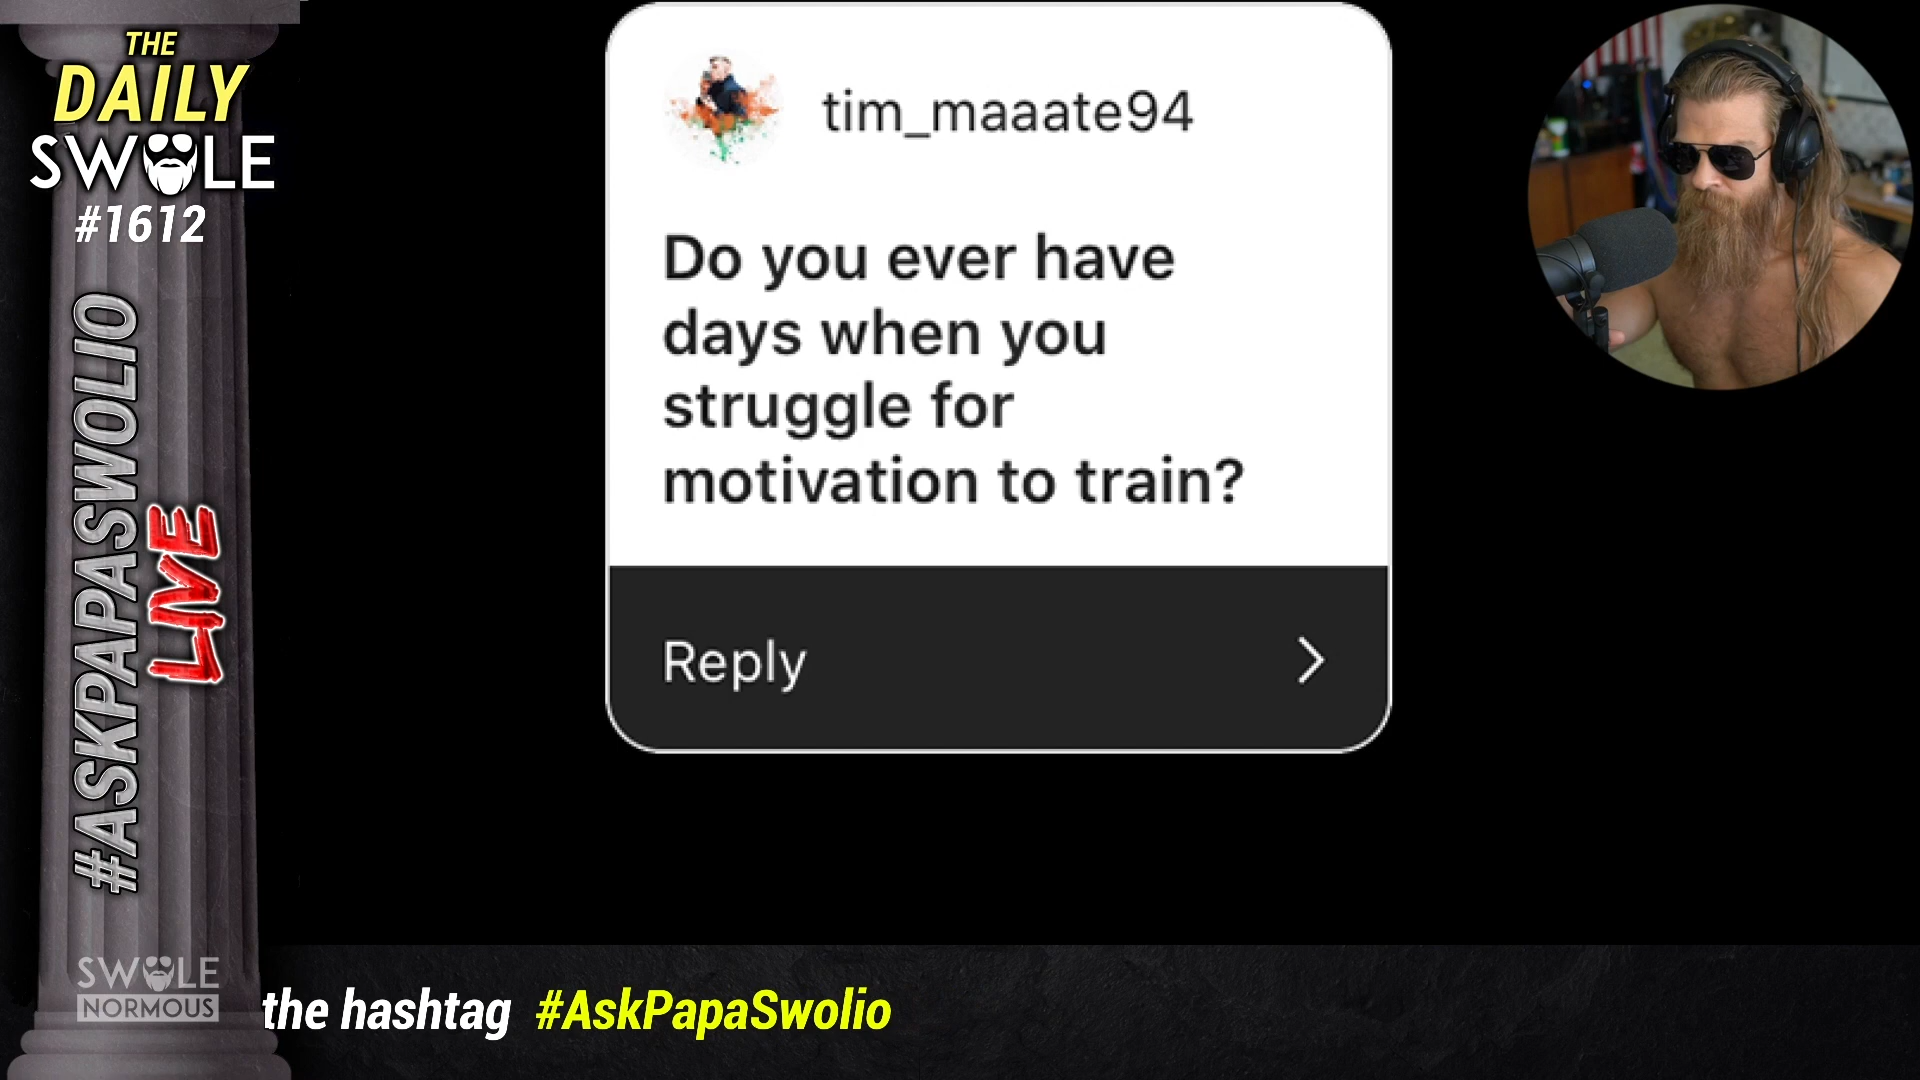 THE
DAILY
SWOLE
#1612
#ASKPAPASWOLIO
LIVE
tim_maaate94
Do you ever have
days when you
struggle for
motivation to train?
Reply
SWOLE
NORMOUS
the hashtag #AskPapaSwolio